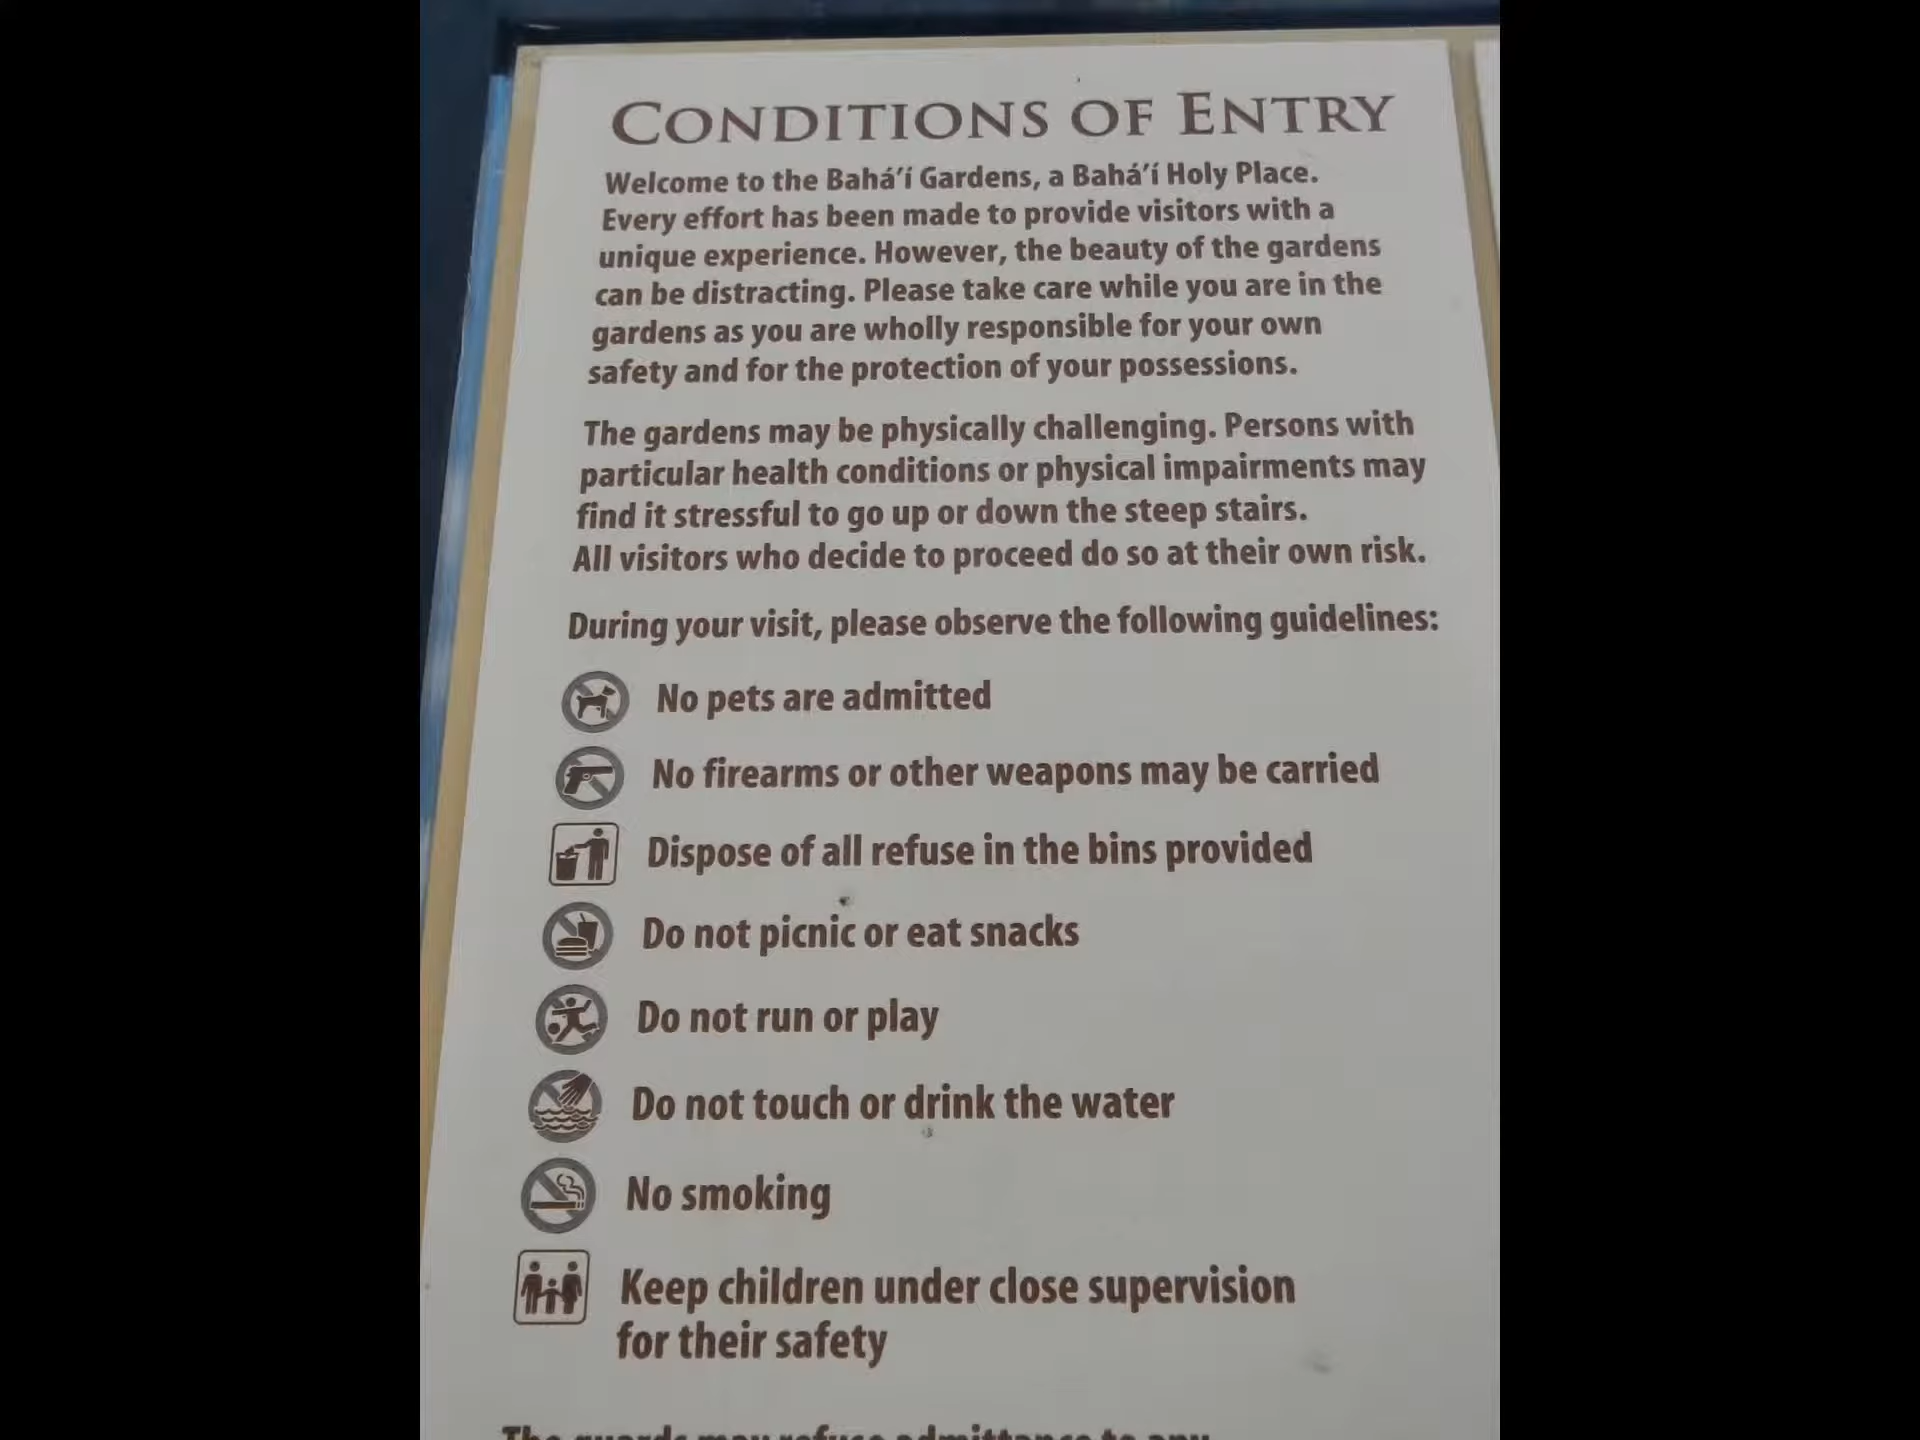 CONDITIONS OF ENTRY
Welcome to the Bahá'í Gardens, a Bahá'í Holy Place.
Every effort has been made to provide visitors with a
unique experience. However, the beauty of the gardens
can be distracting. Please take care while you are in the
gardens as you are wholly responsible for your own
safety and for the protection of your possessions.
The gardens may be physically challenging. Persons with
particular health conditions or physical impairments may
find it stressful to go up or down the steep stairs.
All visitors who decide to proceed do so at their own risk.
During your visit, please observe the following guidelines:
No pets are admitted
No firearms or other weapons may be carried
Dispose of all refuse in the bins provided
Do not picnic or eat snacks
Do not run or play
Do not touch or drink the water
No smoking
Keep children under close supervision
for their safety
The guards may refuse admittance to any